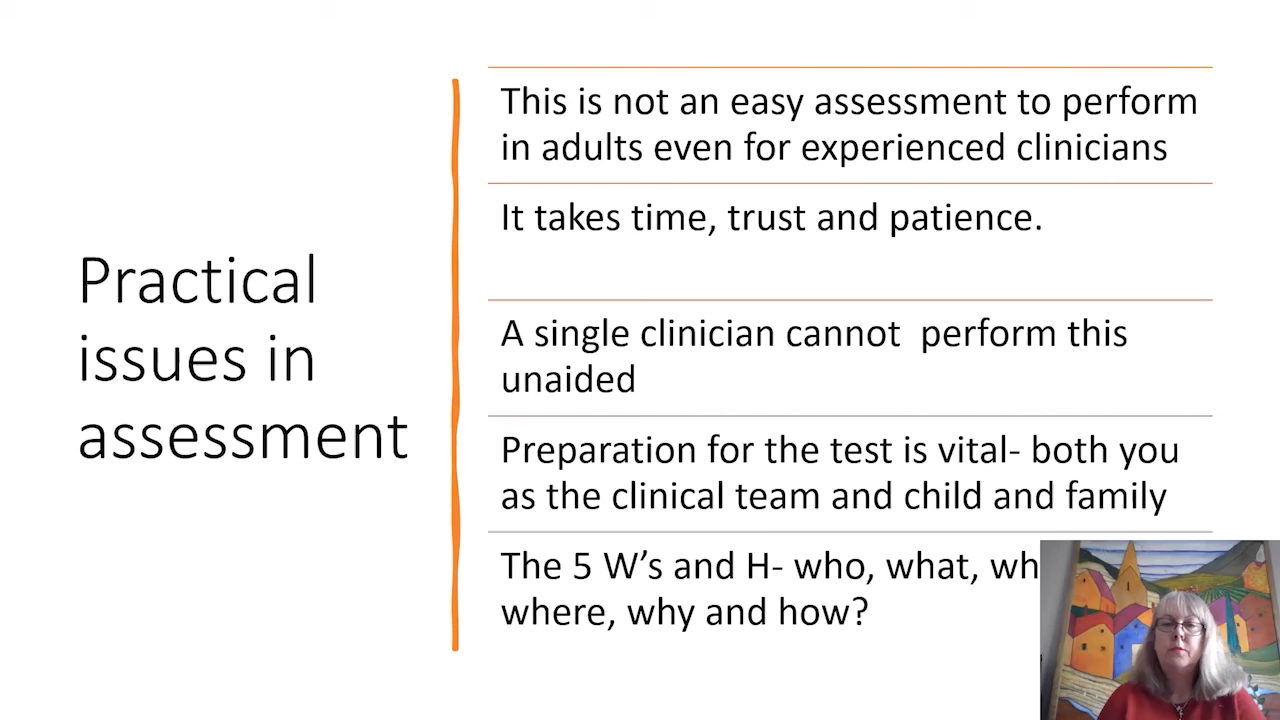 Practical
issues in
assessment
This is not an easy assessment to perform
in adults even for experienced clinicians
It takes time, trust and patience.
A single clinician cannot  perform this
unaided
Preparation for the test is vital- both you
as the clinical team and child and family
The 5 W's and H- who, what,
where, why and how?